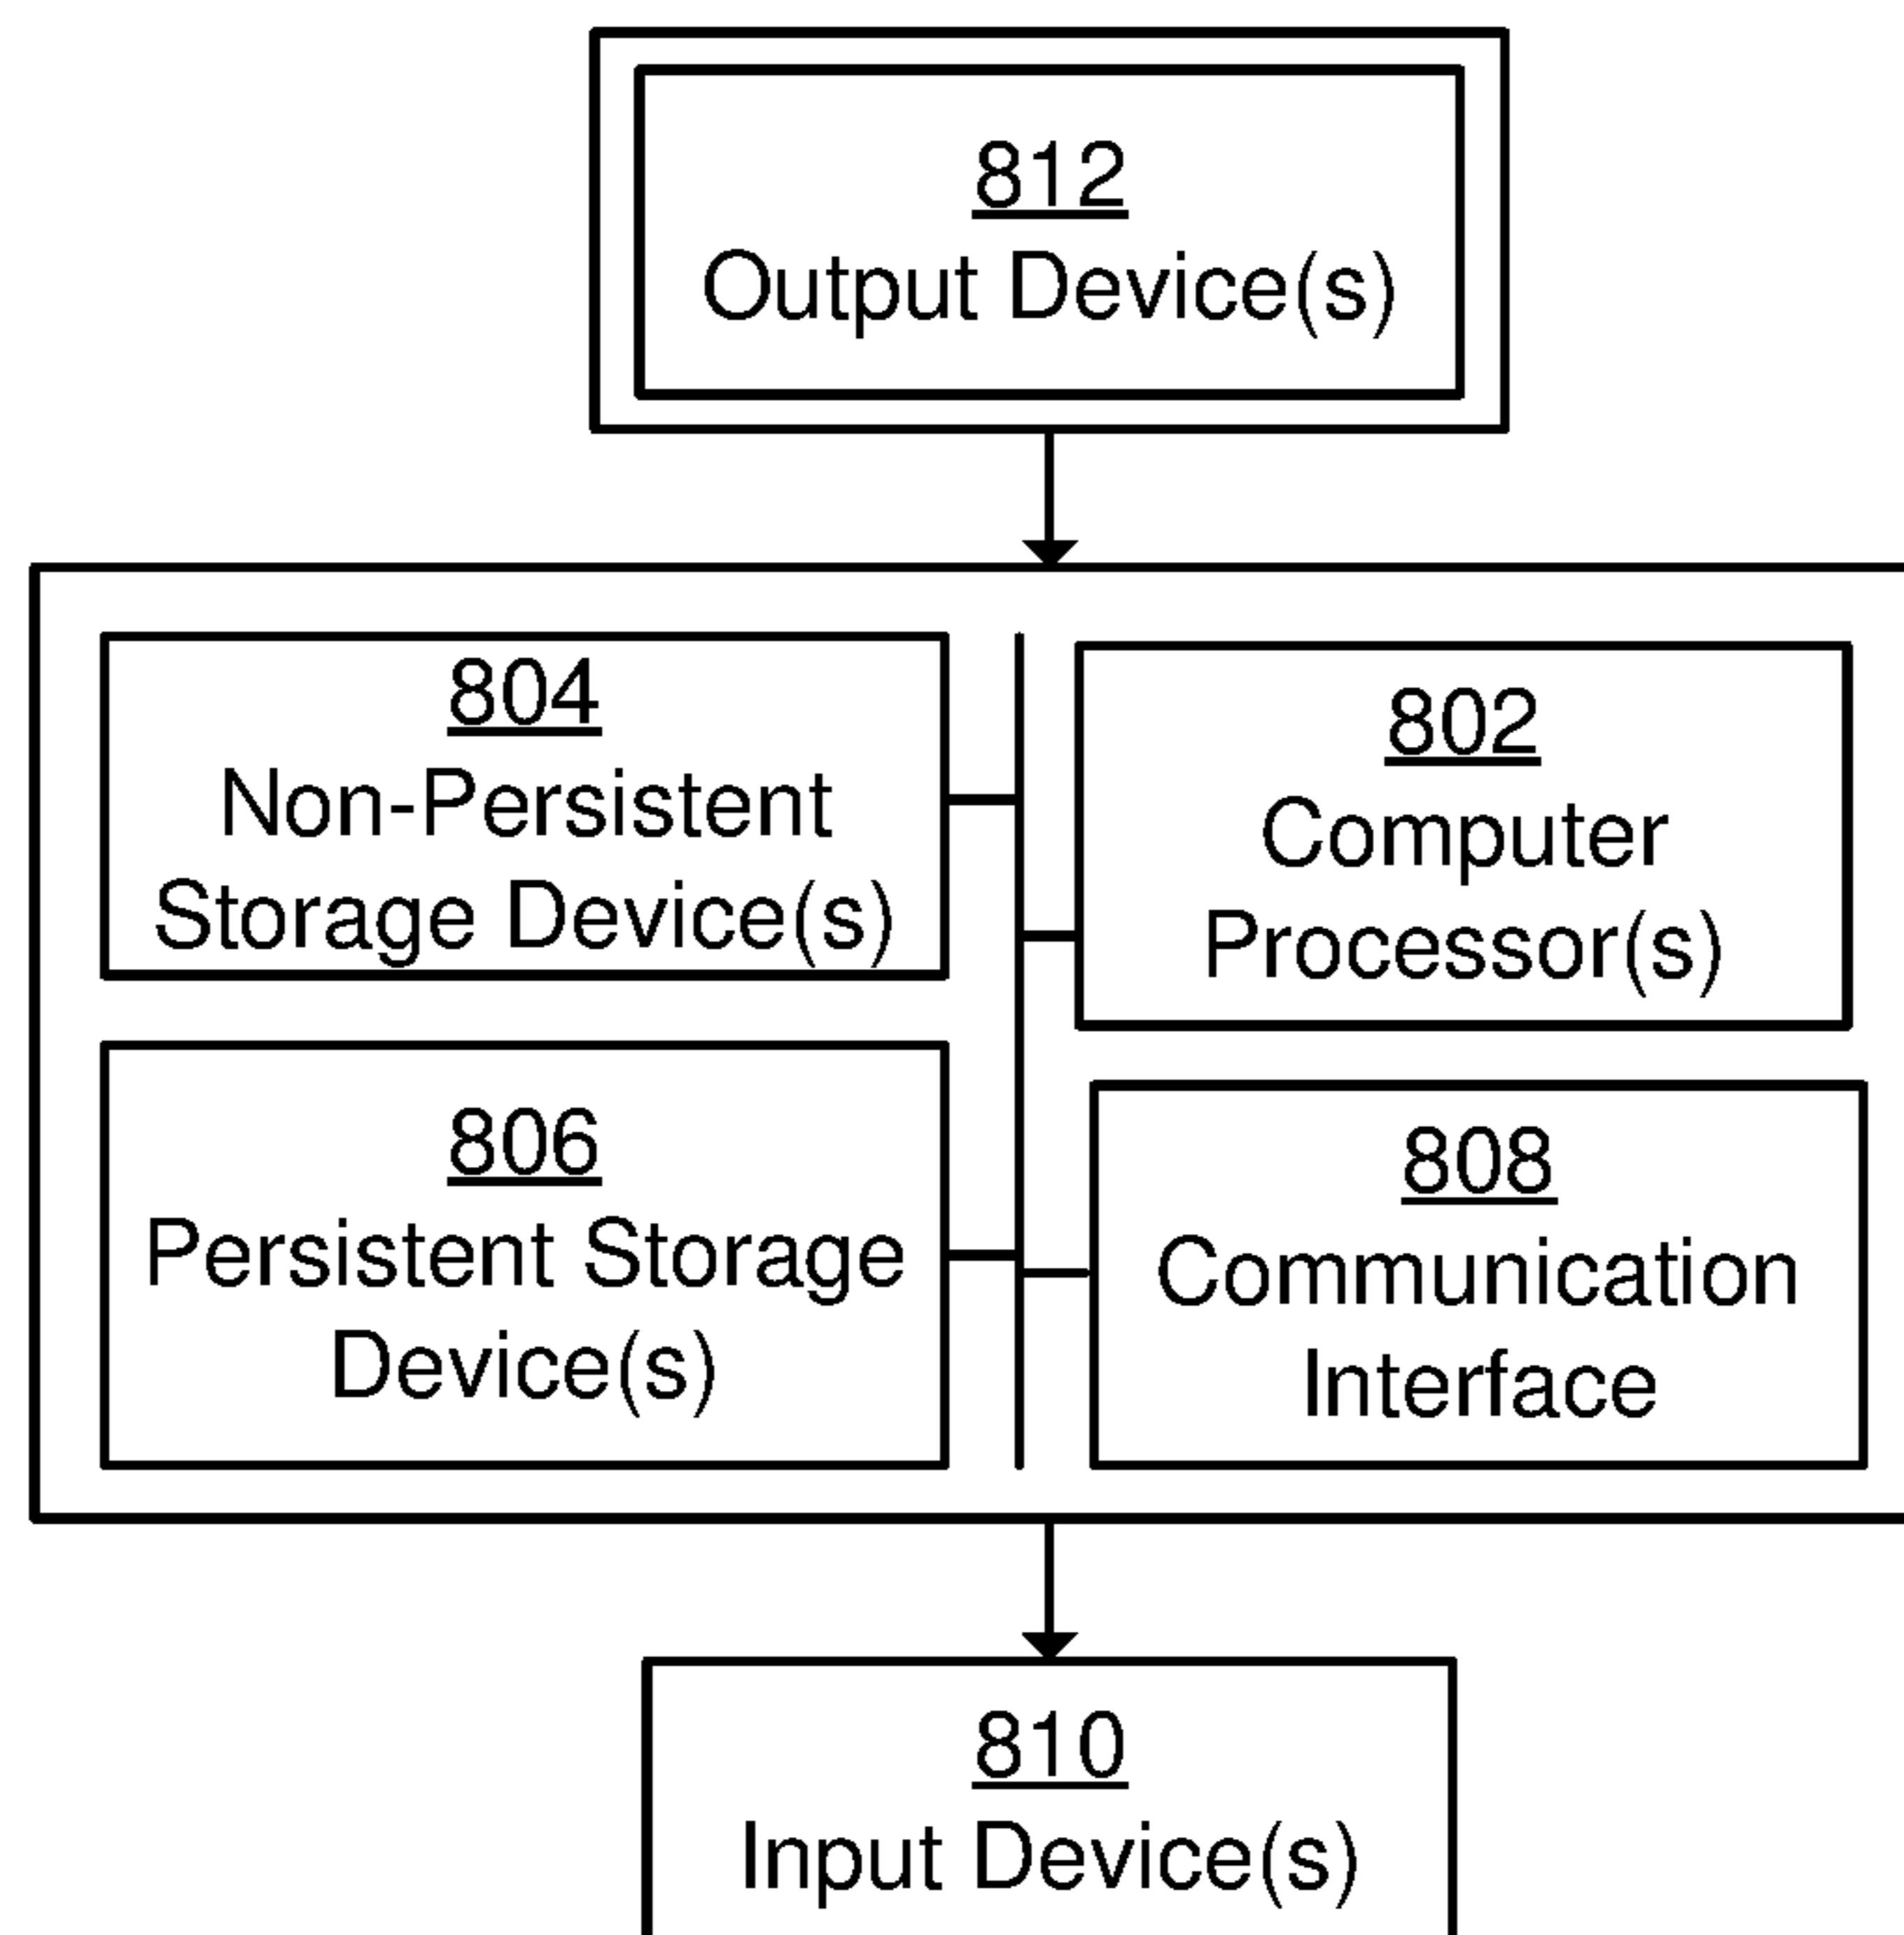 812
Output Device(s)
804
Non-Persistent
Storage Device(s)
802
Computer
Processor(s)
806
Persistent Storage
Device(s)
808
Communication
Interface
810
Input Device(s)